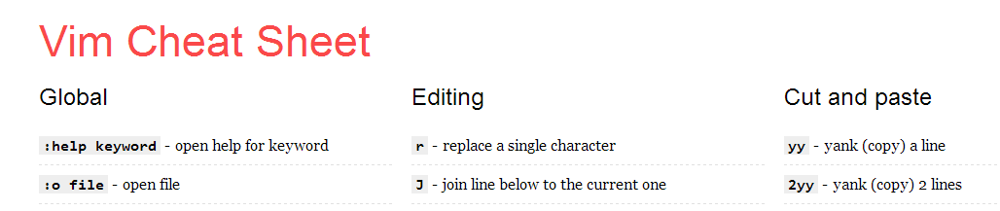 Vim Cheat Sheet
Global
:help keyword - open help for keyword
:o file - open file
Editing
r - replace a single character
J - join line below to the current one
Cut and paste
yy - yank (copy) a line
2yy - yank (copy) 2 lines